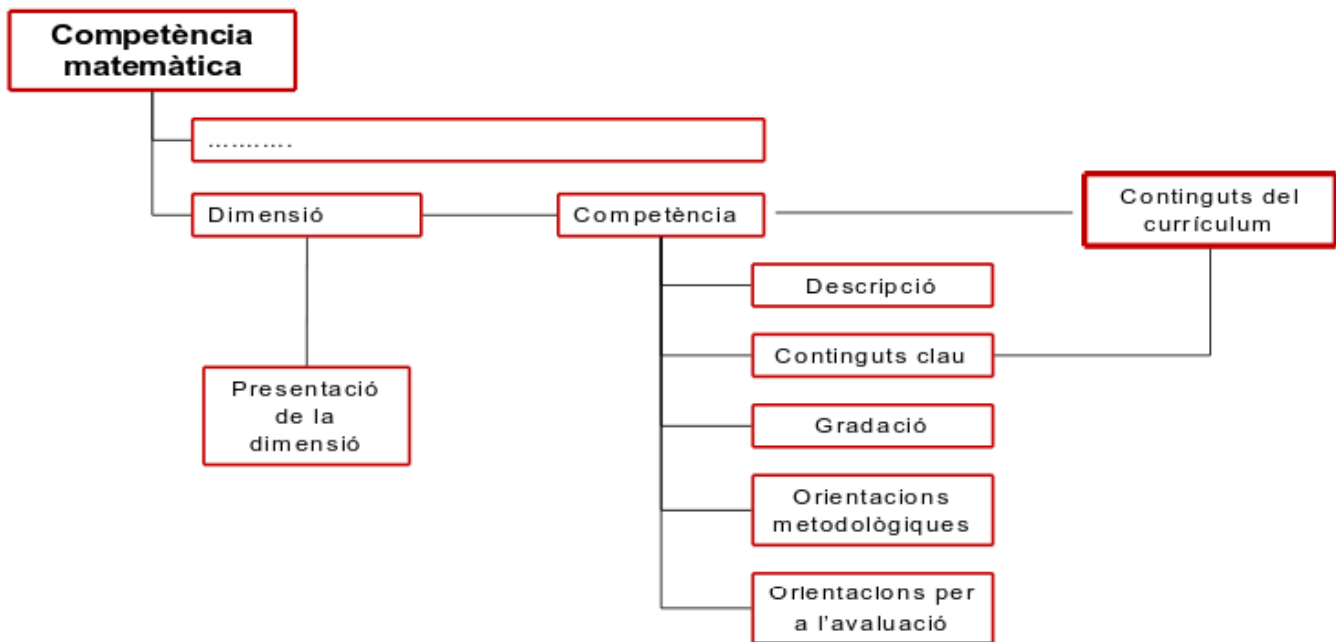 Competència
matemàtica
……….
Dimensió
Competència
Continguts del
currículum
Descripció
Continguts clau
Presentació
de la
dimensió
Gradació
Orientacions
metodològiques
Orientacions per
a l'avaluació